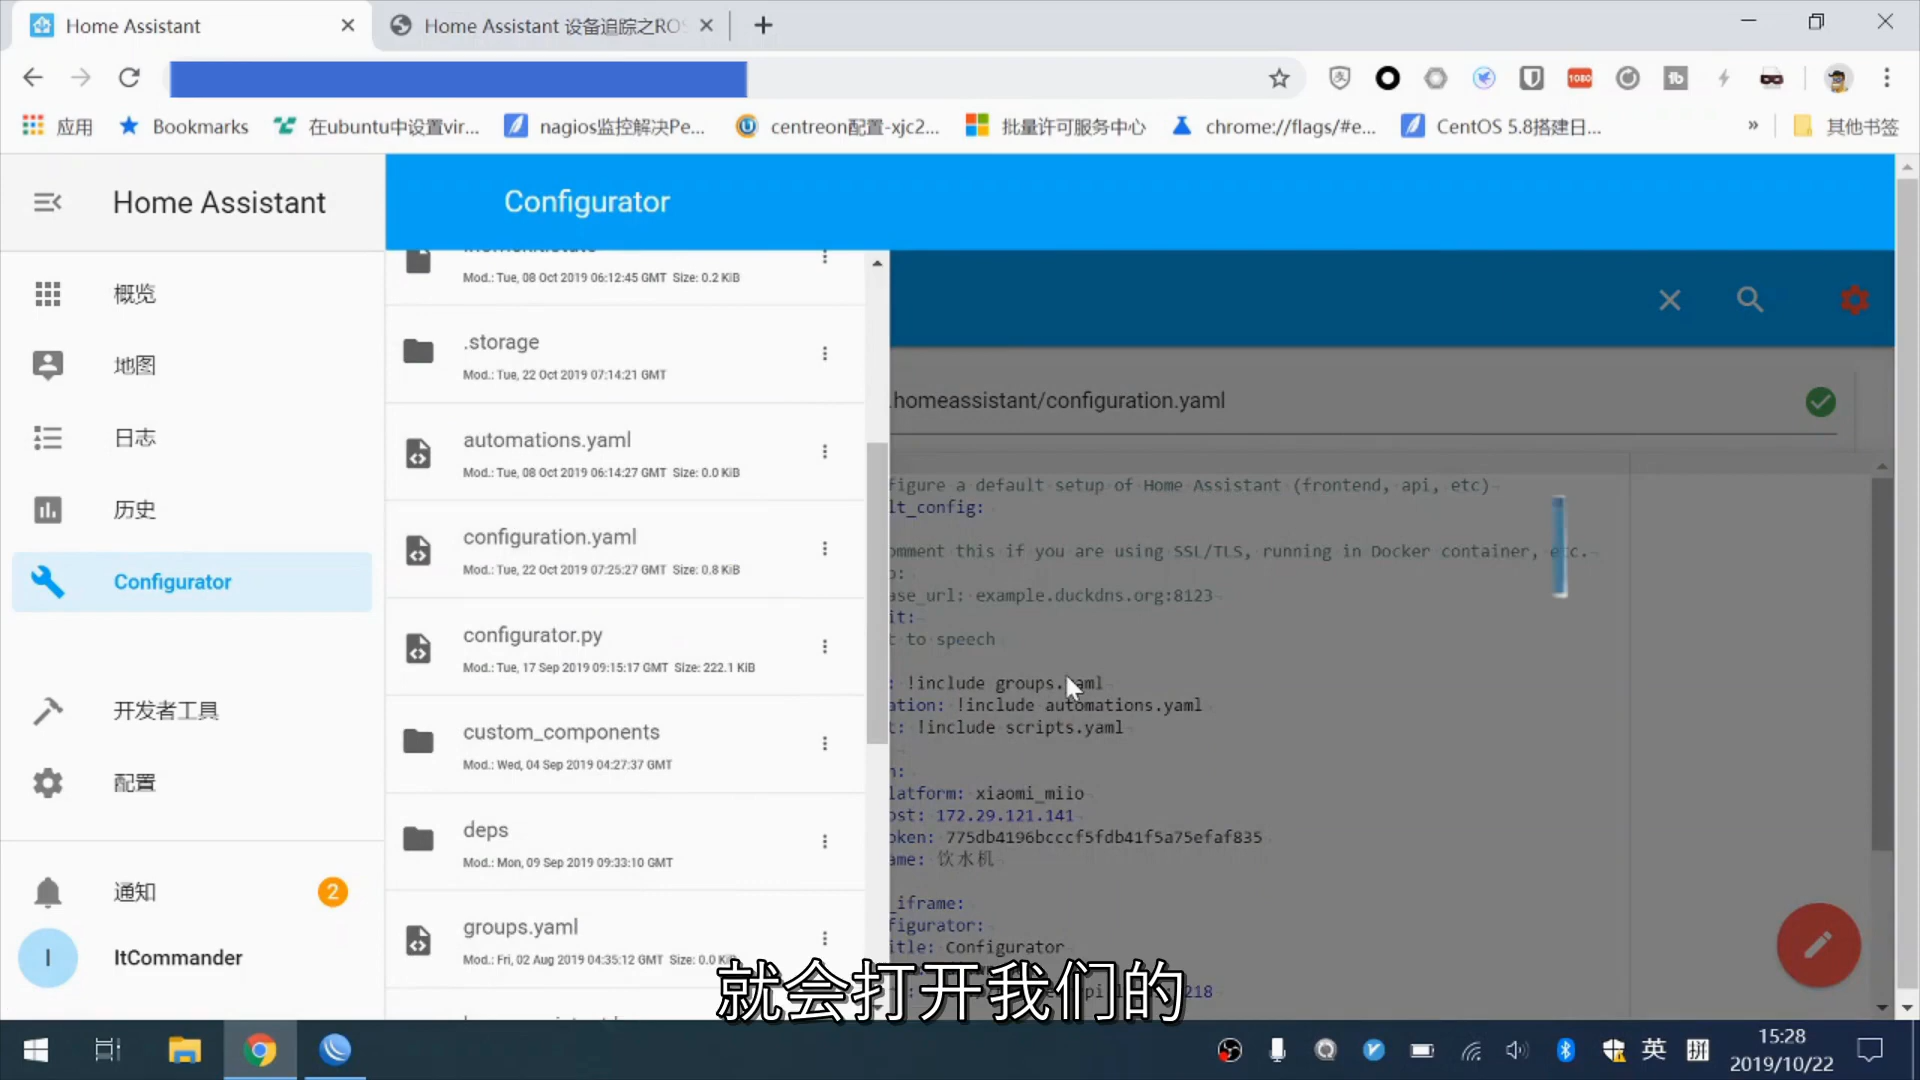 Home Assistant
Home Assistant 设备追踪之RO
应用
Bookmarks
在ubuntu中设置vir...
nagios监控解决Pe...
centreon配置-xjc2...
批量许可服务中心
chrome://flags/#e...
CentOS 5.8搭建日...
»
其他书签
Home Assistant
Configurator
概览
地图
日志
历史
Configurator
开发者工具
配置
通知
2
I
ItCommander
Mod.: Tue, 08 Oct 2019 06:12:45 GMT Size: 0.2 KiB
.storage
Mod.: Tue, 22 Oct 2019 07:14:21 GMT
automations.yaml
Mod.: Tue, 08 Oct 2019 06:14:27 GMT Size: 0.0 KiB
configuration.yaml
Mod.: Tue, 22 Oct 2019 07:25:27 GMT Size: 0.8 KiB
configurator.py
Mod.: Tue, 17 Sep 2019 09:15:17 GMT Size: 222.1 KiB
custom_components
Mod.: Wed, 04 Sep 2019 04:27:37 GMT
deps
Mod.: Mon, 09 Sep 2019 09:33:10 GMT
groups.yaml
Mod.: Fri, 02 Aug 2019 04:35:12 GMT Size: 0.0
.homeassistant/configuration.yaml
figure a default setup of Home Assistant (frontend, api, etc)
lt_config:
omment this if you are using SSL/TLS, running in Docker container, etc.
ase_url: example.duckdns.org:8123
it:
t to speech
: !include groups.yaml
ation: !include automations.yaml
t: !include scripts.yaml
latform: xiaomi_miio
ost: 172.29.121.141
oken: 775db4196bcccf5fdb41f5a75efaf835
ame: 饮水机
_iframe:
figurator:
itle: Configurator
218
就会打开我们的
英
拼
15:28
2019/10/22